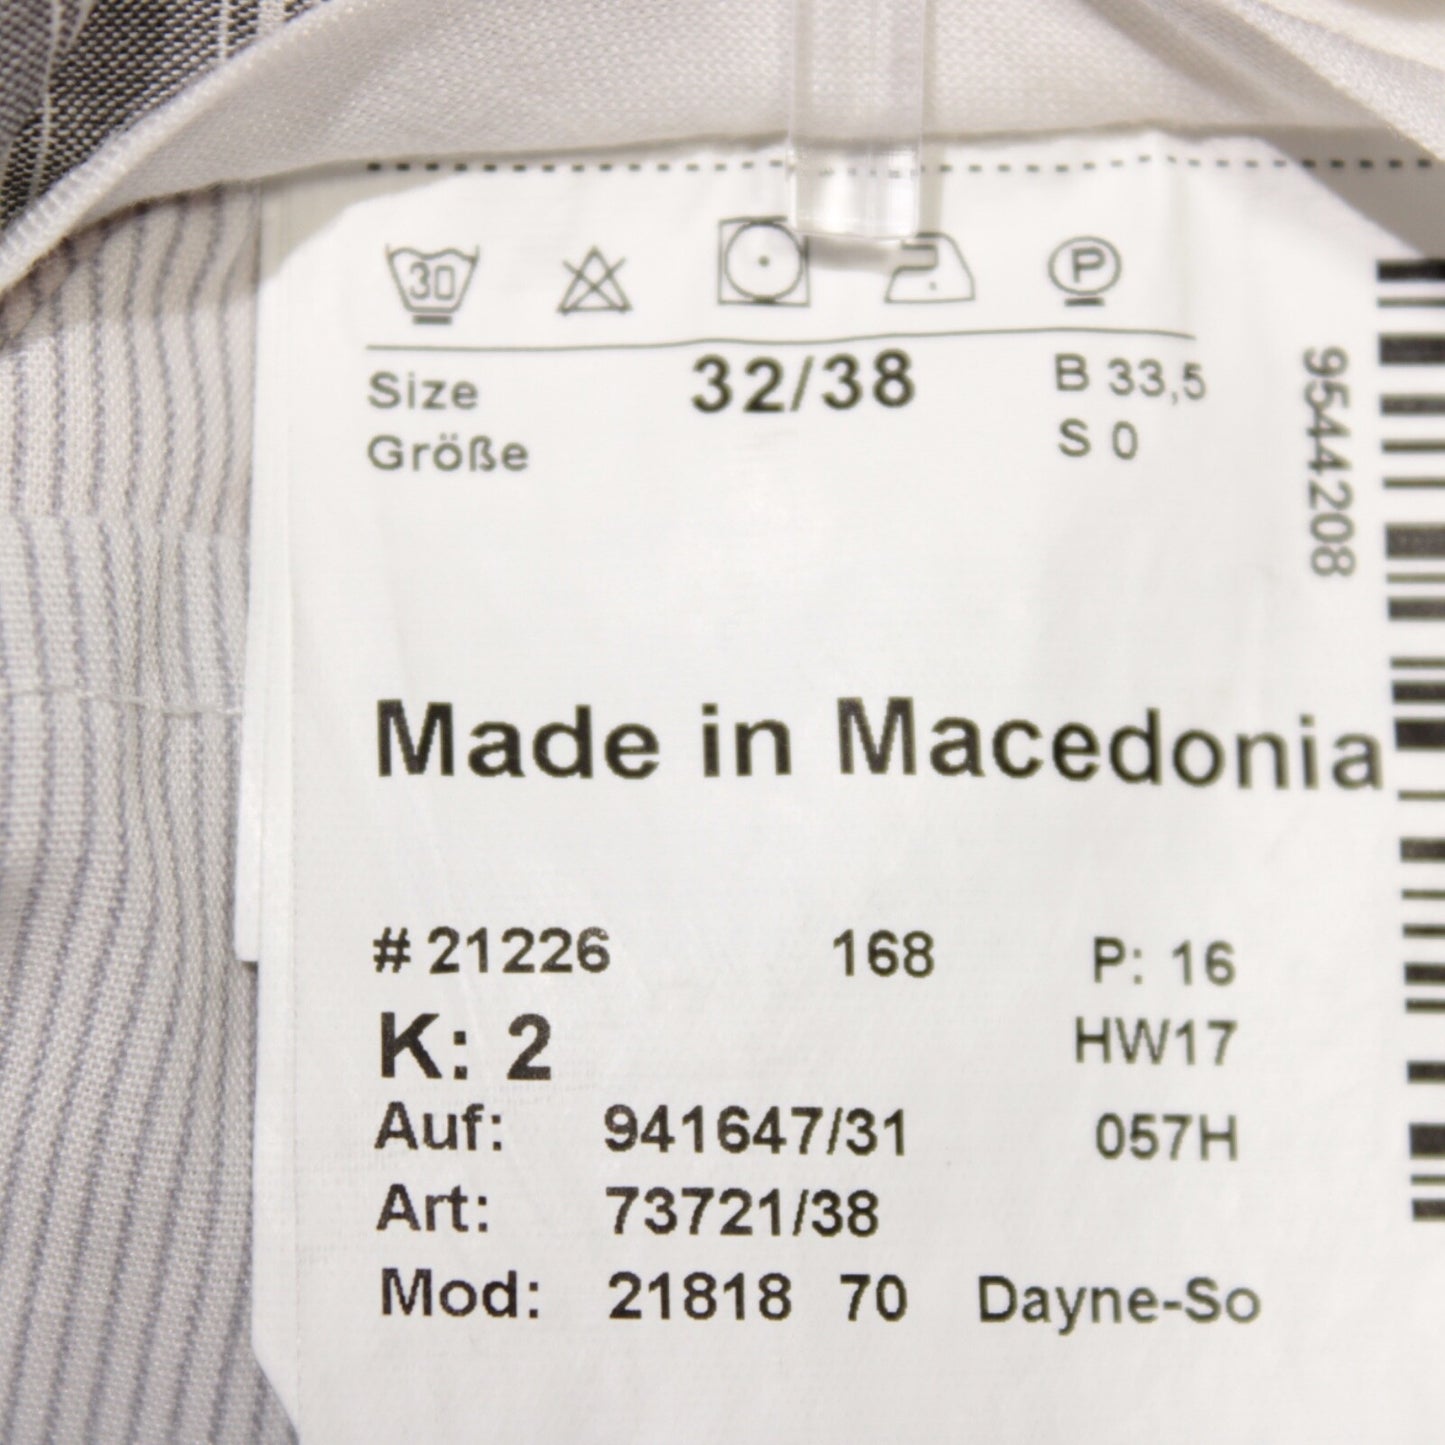 30 P
Size 32/38 B 33,5
Größe S 0
9544208
Made in Macedonia
# 21226 168 P: 16
K: 2 HW17
Auf: 941647/31 057H
Art: 73721/38
Mod: 21818 70 Dayne-So